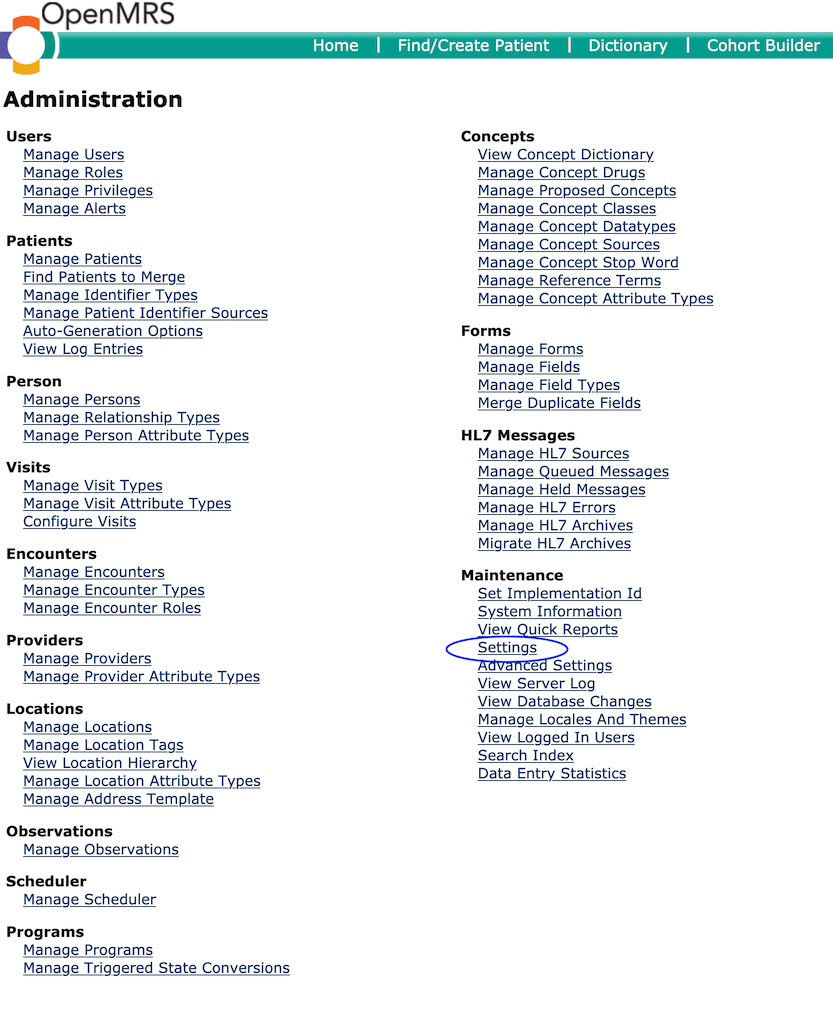 OpenMRS
Home | Find/Create Patient | Dictionary | Cohort Builder
Administration
Users
Manage Users
Manage Roles
Manage Privileges
Manage Alerts
Patients
Manage Patients
Find Patients to Merge
Manage Identifier Types
Manage Patient Identifier Sources
Auto-Generation Options
View Log Entries
Person
Manage Persons
Manage Relationship Types
Manage Person Attribute Types
Visits
Manage Visit Types
Manage Visit Attribute Types
Configure Visits
Encounters
Manage Encounters
Manage Encounter Types
Manage Encounter Roles
Providers
Manage Providers
Manage Provider Attribute Types
Locations
Manage Locations
Manage Location Tags
View Location Hierarchy
Manage Location Attribute Types
Manage Address Template
Observations
Manage Observations
Scheduler
Manage Scheduler
Programs
Manage Programs
Manage Triggered State Conversions
Concepts
View Concept Dictionary
Manage Concept Drugs
Manage Proposed Concepts
Manage Concept Classes
Manage Concept Datatypes
Manage Concept Sources
Manage Concept Stop Word
Manage Reference Terms
Manage Concept Attribute Types
Forms
Manage Forms
Manage Fields
Manage Field Types
Merge Duplicate Fields
HL7 Messages
Manage HL7 Sources
Manage Queued Messages
Manage Held Messages
Manage HL7 Errors
Manage HL7 Archives
Migrate HL7 Archives
Maintenance
Set Implementation Id
System Information
View Quick Reports
Settings
Advanced Settings
View Server Log
View Database Changes
Manage Locales And Themes
View Logged In Users
Search Index
Data Entry Statistics